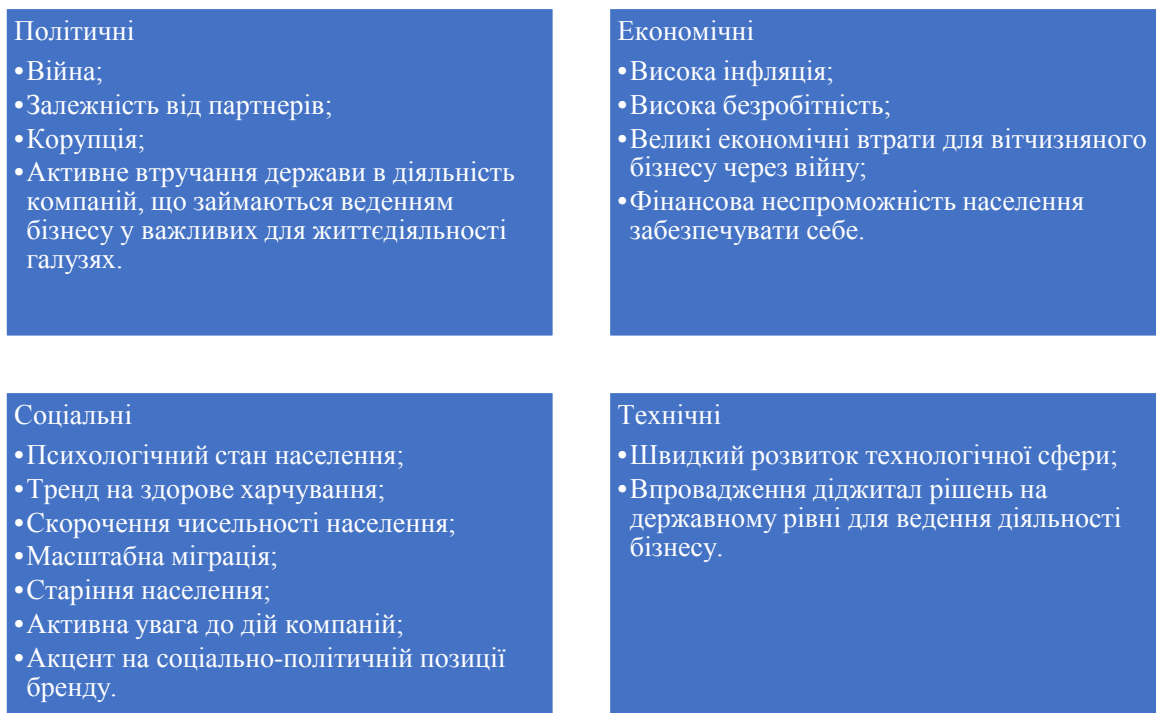 Політичні
•Війна;
•Залежність від партнерів;
•Корупція;
•Активне втручання держави в діяльність
компаній, що займаються веденням
бізнесу у важливих для життєдіяльності
галузях.
Економічні
•Висока інфляція;
•Висока безробітність;
•Великі економічні втрати для вітчизняного
бізнесу через війну;
•Фінансова неспроможність населення
забезпечувати себе.
Соціальні
•Психологічний стан населення;
•Тренд на здорове харчування;
•Скорочення чисельності населення;
•Масштабна міграція;
•Старіння населення;
•Активна увага до дій компаній;
•Акцент на соціально-політичній позиції
бренду.
Технічні
•Швидкий розвиток технологічної сфери;
•Впровадження діджитал рішень на
державному рівні для ведення діяльності
бізнесу.